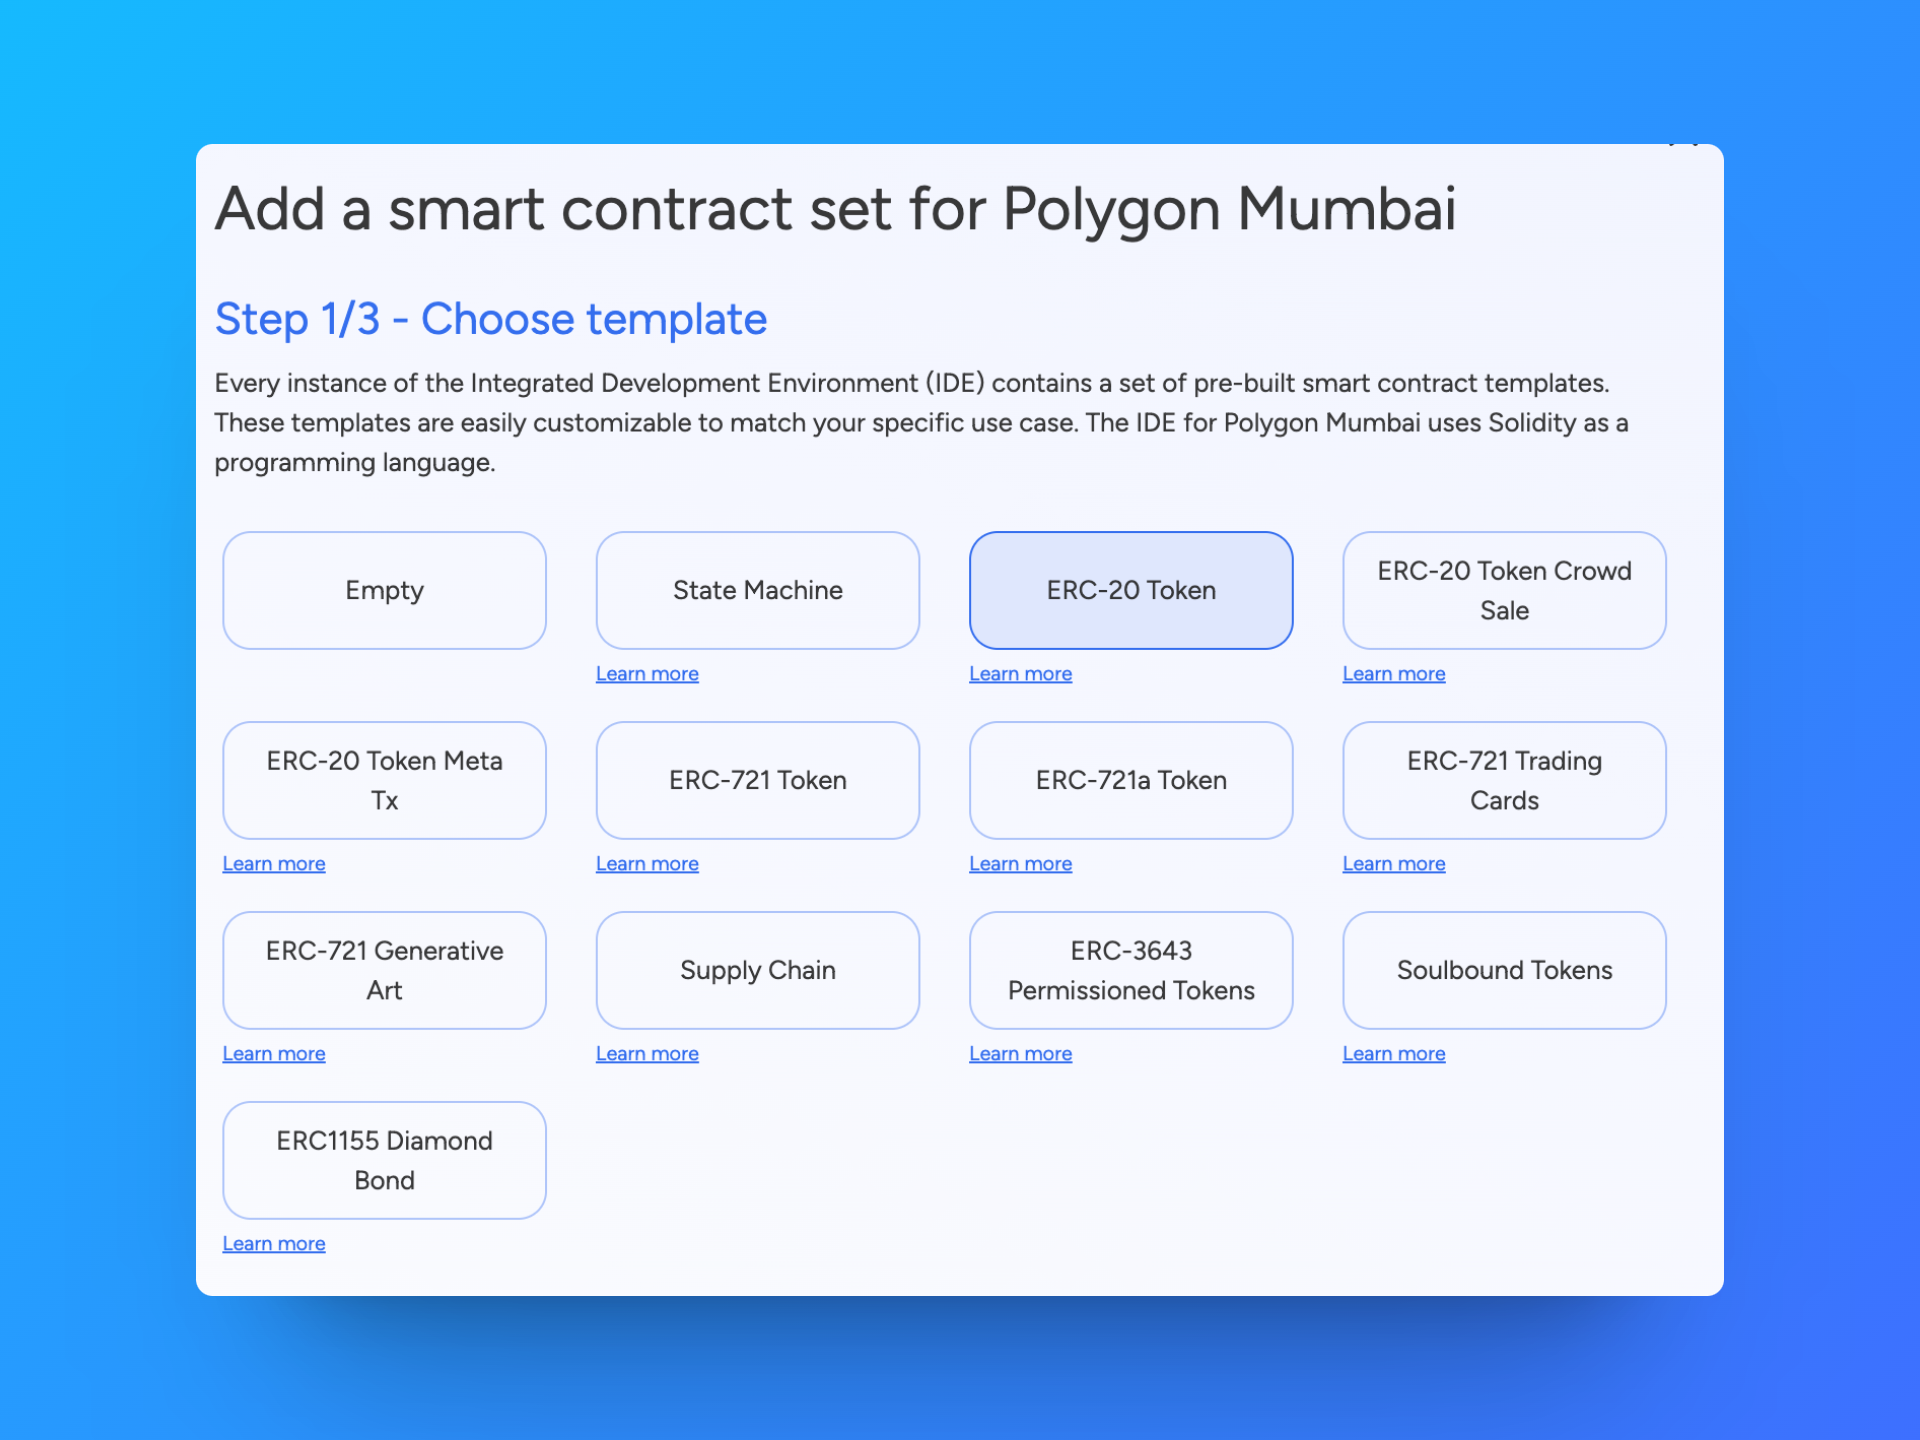 Add a smart contract set for Polygon Mumbai
Step 1/3 - Choose template
Every instance of the Integrated Development Environment (IDE) contains a set of pre-built smart contract templates.
These templates are easily customizable to match your specific use case. The IDE for Polygon Mumbai uses Solidity as a
programming language.
Empty
State Machine
Learn more
ERC-20 Token
Learn more
ERC-20 Token Crowd
Sale
Learn more
ERC-20 Token Meta
Tx
Learn more
ERC-721 Token
Learn more
ERC-721a Token
Learn more
ERC-721 Trading
Cards
Learn more
ERC-721 Generative
Art
Learn more
Supply Chain
Learn more
ERC-3643
Permissioned Tokens
Learn more
Soulbound Tokens
Learn more
ERC1155 Diamond
Bond
Learn more